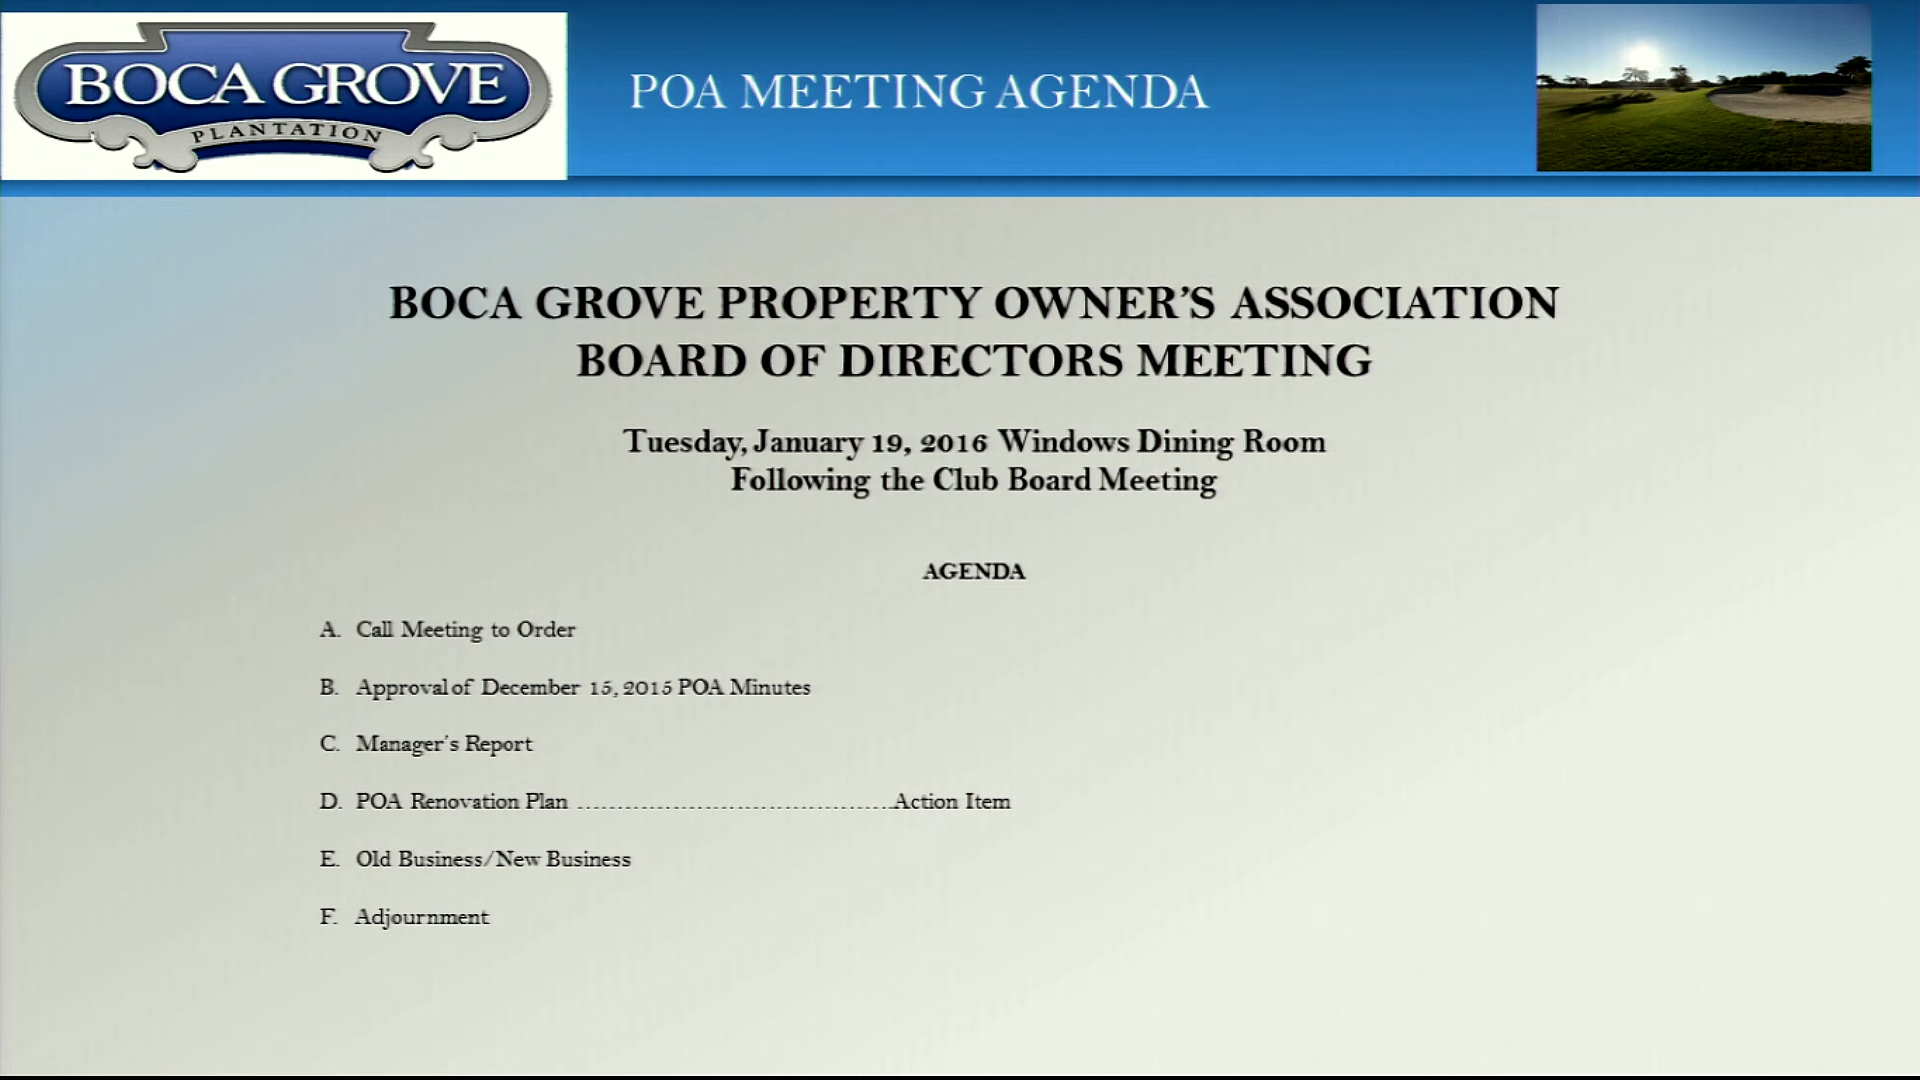 BOCA GROVE
PLANTATION
POA MEETING AGENDA
BOCA GROVE PROPERTY OWNER’S ASSOCIATION
BOARD OF DIRECTORS MEETING
Tuesday, January 19, 2016 Windows Dining Room
Following the Club Board Meeting
AGENDA
A. Call Meeting to Order
B. Approval of December 15, 2015 POA Minutes
C. Manager’s Report
D. POA Renovation Plan ........................................Action Item
E. Old Business/New Business
F. Adjournment